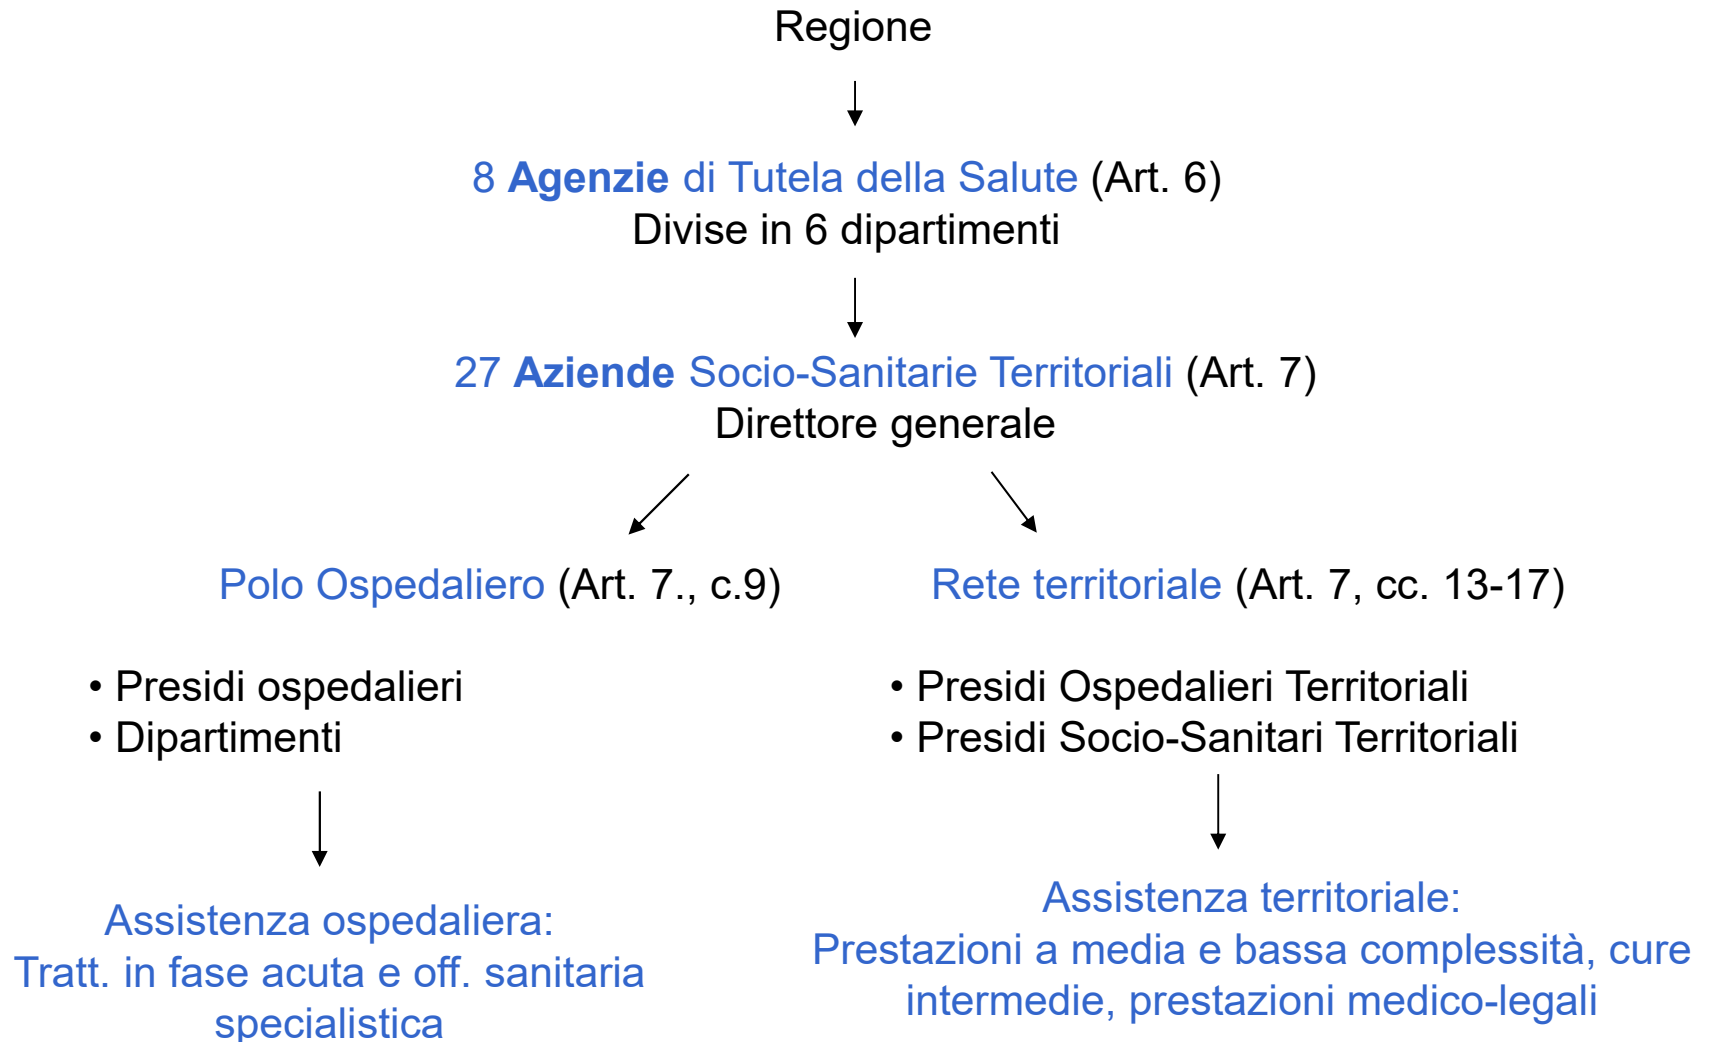 Regione
8 Agenzie di Tutela della Salute (Art. 6)
Divise in 6 dipartimenti
27 Aziende Socio-Sanitarie Territoriali (Art. 7)
Direttore generale
Polo Ospedaliero (Art. 7., c.9)
• Presidi ospedalieri
• Dipartimenti
Assistenza ospedaliera:
Tratt. in fase acuta e off. sanitaria
specialistica
Rete territoriale (Art. 7, cc. 13-17)
• Presidi Ospedalieri Territoriali
• Presidi Socio-Sanitari Territoriali
Assistenza territoriale:
Prestazioni a media e bassa complessità, cure
intermedie, prestazioni medico-legali